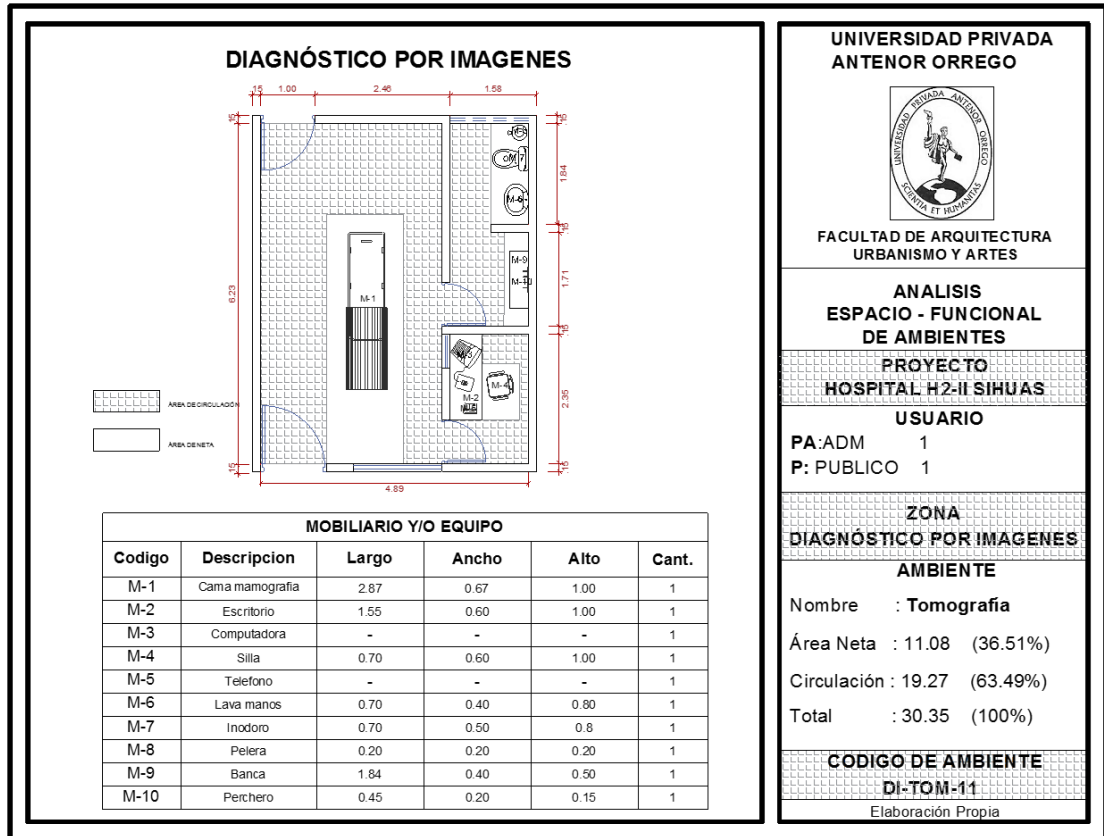 DIAGNÓSTICO POR IMAGENES
.15
1.00
2.46
1.58
.15
.15
6.23
.15
1.84
.15
1.71
.15
2.35
.15
4.89
M-7
M-6
M-9
M-10
M-1
M-3
M-4
M-2
ÁREA DE CIRCULACIÓN
ÁREA DE NETA
MOBILIARIO Y/O EQUIPO
Codigo Descripcion Largo Ancho Alto Cant.
M-1 Cama mamografia 2.87 0.67 1.00 1
M-2 Escritorio 1.55 0.60 1.00 1
M-3 Computadora - - - 1
M-4 Silla 0.70 0.60 1.00 1
M-5 Telefono - - - 1
M-6 Lava manos 0.70 0.40 0.80 1
M-7 Inodoro 0.70 0.50 0.8 1
M-8 Pelera 0.20 0.20 0.20 1
M-9 Banca 1.84 0.40 0.50 1
M-10 Perchero 0.45 0.20 0.15 1
UNIVERSIDAD PRIVADA
ANTENOR ORREGO
UNIVERSIDAD PRIVADA ANTENOR ORREGO
SCIENTIA ET HUMANITAS
FACULTAD DE ARQUITECTURA
URBANISMO Y ARTES
ANALISIS
ESPACIO - FUNCIONAL
DE AMBIENTES
PROYECTO
HOSPITAL H2-II SIHUAS
USUARIO
PA:ADM 1
P: PUBLICO 1
ZONA
DIAGNÓSTICO POR IMAGENES
AMBIENTE
Nombre : Tomografía
Área Neta : 11.08 (36.51%)
Circulación : 19.27 (63.49%)
Total : 30.35 (100%)
CODIGO DE AMBIENTE
DI-TOM-11
Elaboración Propia